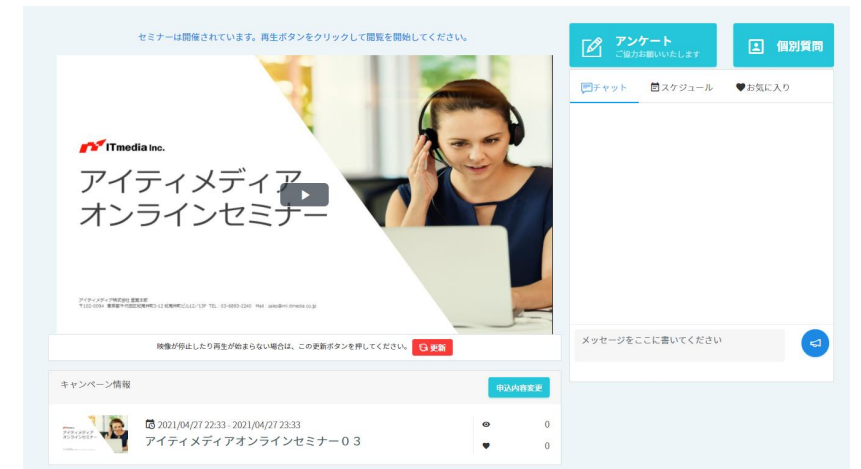 セミナーは開催されています。再生ボタンをクリックして閲覧を開始してください。
アンケート
ご協力お願いいたします
個別質問
チャット
スケジュール
お気に入り
ITmedia Inc.
アイティメディア
オンラインセミナー
映像が停止したり再生が始まらない場合は、この更新ボタンを押してください。 更新
メッセージをここに書いてください
キャンペーン情報
申込内容変更
2021/04/27 22:33 - 2021/04/27 23:33
0
アイティメディアオンラインセミナー０３
0